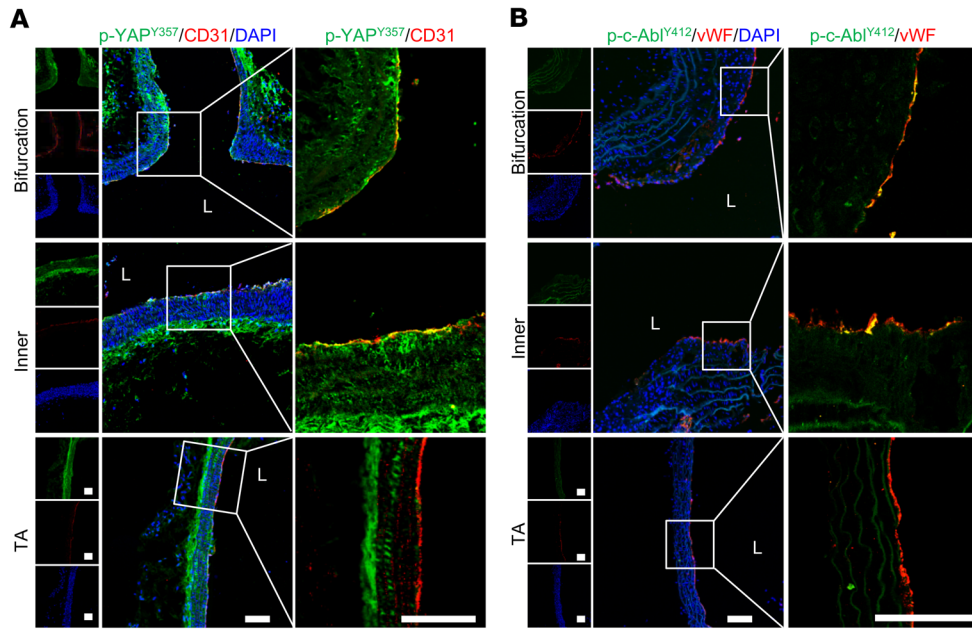 A
p-YAPY357/CD31/DAPI
p-YAPY357/CD31
Bifurcation
L
Inner
L
TA
L
B
p-c-AblY412/vWF/DAPI
p-c-AblY412/vWF
Bifurcation
L
Inner
L
TA
L